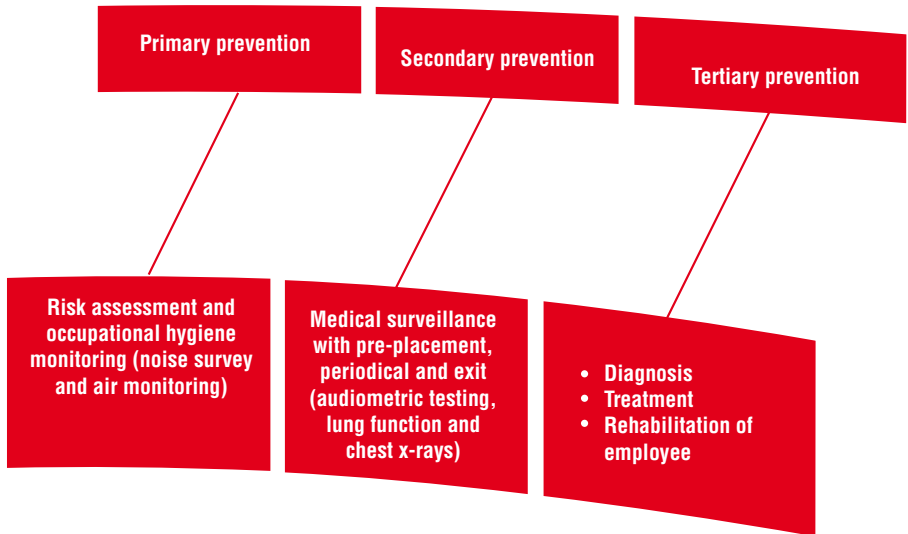 Primary prevention
Secondary prevention
Tertiary prevention
Risk assessment and
occupational hygiene
monitoring (noise survey
and air monitoring)
Medical surveillance
with pre-placement,
periodical and exit
(audiometric testing,
lung function and
chest x-rays)
• Diagnosis
• Treatment
• Rehabilitation of
employee